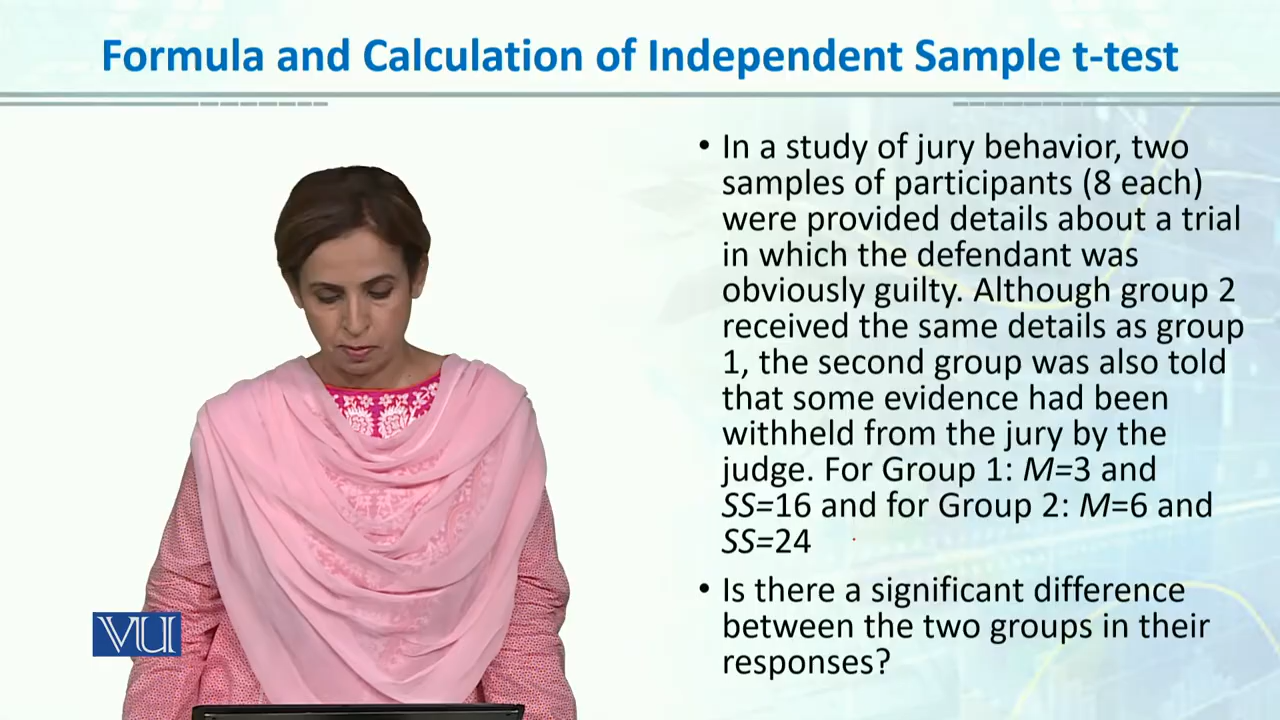 Formula and Calculation of Independent Sample t-test
• In a study of jury behavior, two
samples of participants (8 each)
were provided details about a trial
in which the defendant was
obviously guilty. Although group 2
received the same details as group
1, the second group was also told
that some evidence had been
withheld from the jury by the
judge. For Group 1: M=3 and
SS=16 and for Group 2: M=6 and
SS=24
• Is there a significant difference
between the two groups in their
responses?
VU